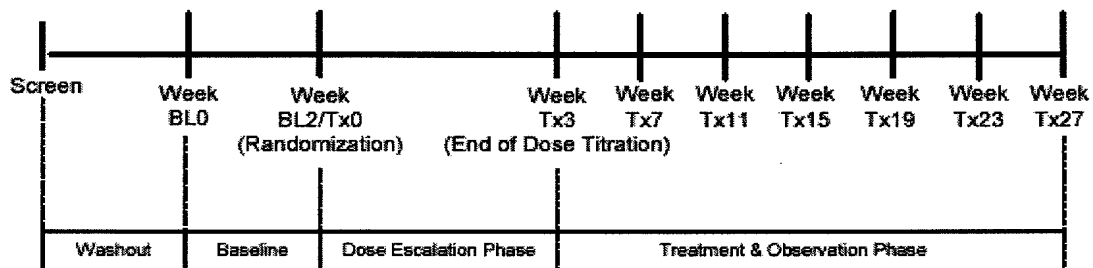 Screen
Week BL0
Week BL2/Tx0 (Randomization)
Week Tx3 (End of Dose Titration)
Week Tx7
Week Tx11
Week Tx15
Week Tx19
Week Tx23
Week Tx27
Washout
Baseline
Dose Escalation Phase
Treatment & Observation Phase